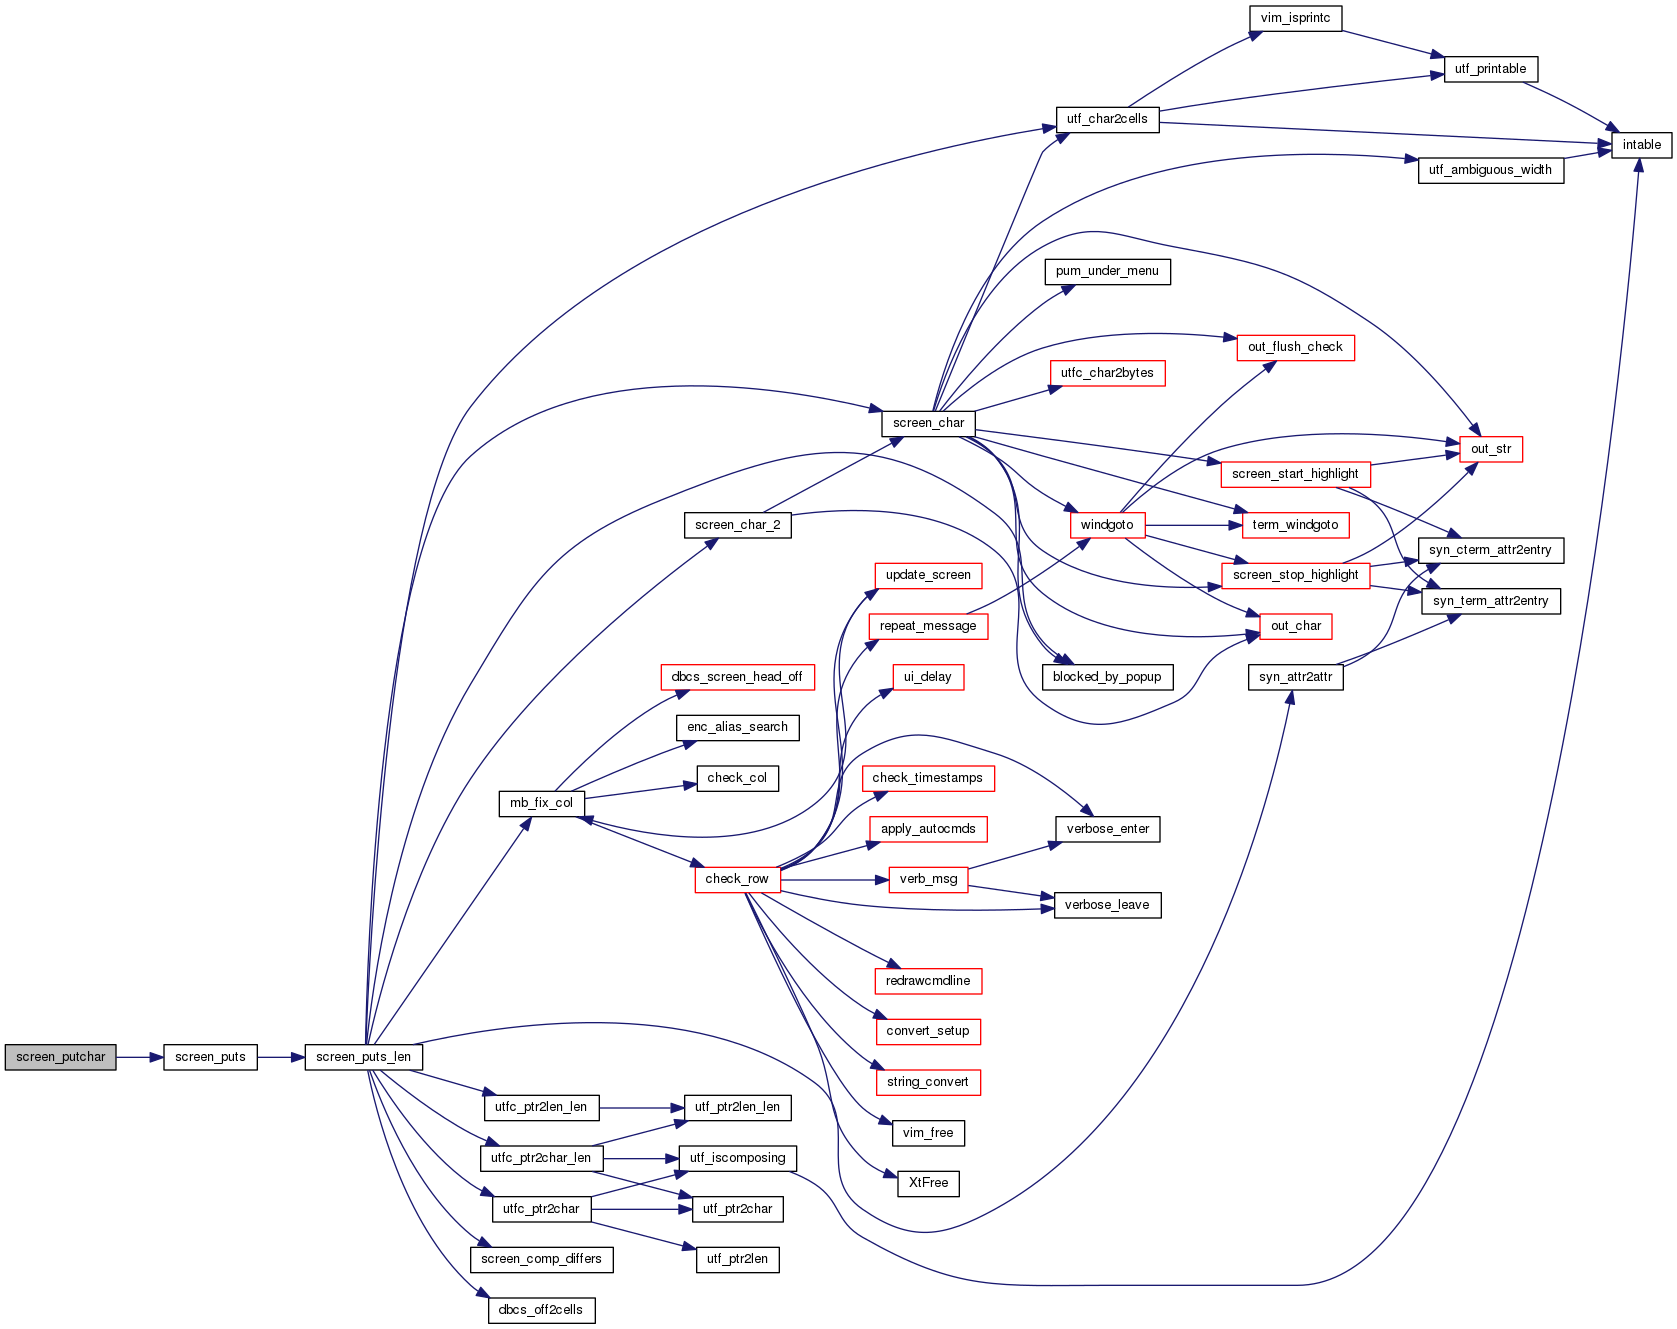 vim_isprintc
utf_printable
utf_char2cells
intable
utf_ambiguous_width
pum_under_menu
out_flush_check
utfc_char2bytes
screen_char
out_str
screen_start_highlight
screen_char_2
windgoto
term_windgoto
syn_cterm_attr2entry
update_screen
screen_stop_highlight
syn_term_attr2entry
repeat_message
out_char
dbcs_screen_head_off
ui_delay
blocked_by_popup
syn_attr2attr
enc_alias_search
check_col
check_timestamps
mb_fix_col
apply_autocmds
verbose_enter
check_row
verb_msg
verbose_leave
redrawcmdline
convert_setup
screen_putchar
screen_puts
screen_puts_len
string_convert
utfc_ptr2len_len
utf_ptr2len_len
vim_free
utfc_ptr2char_len
utf_iscomposing
XtFree
utfc_ptr2char
utf_ptr2char
screen_comp_differs
utf_ptr2len
dbcs_off2cells